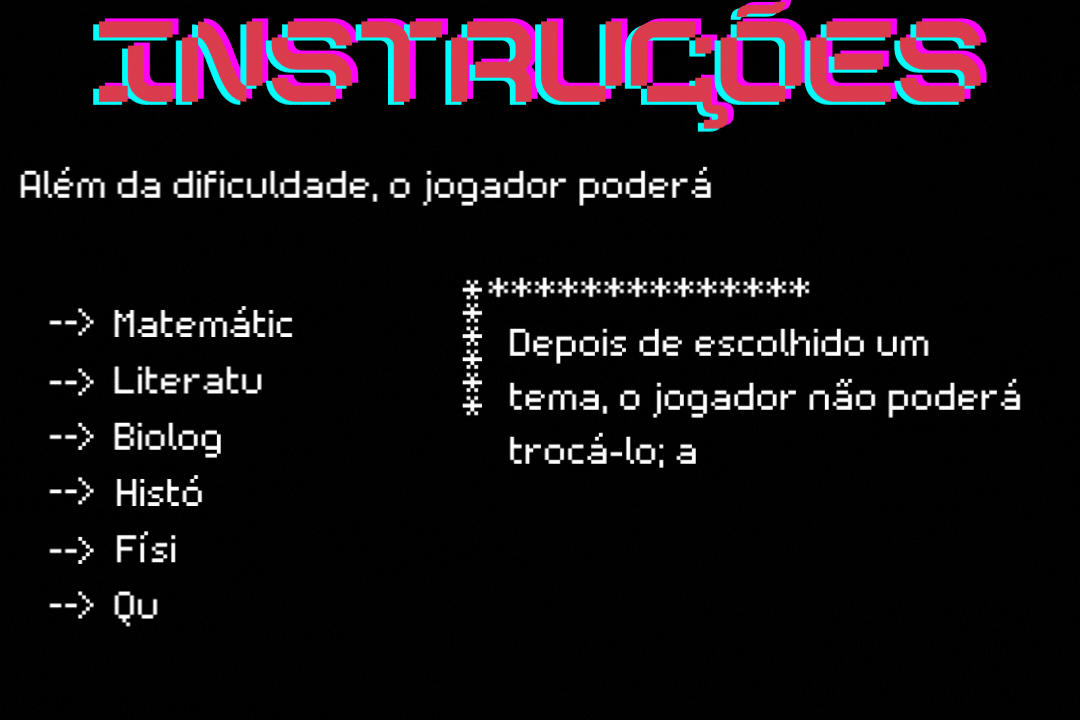 INSTRUÇÕES
Além da dificuldade, o jogador poderá
--> Matemátic
--> Literatu
--> Biolog
--> Histó
--> Físi
--> Qu
***************
*
*
*
*
*
Depois de escolhido um
tema, o jogador não poderá
trocá-lo; a